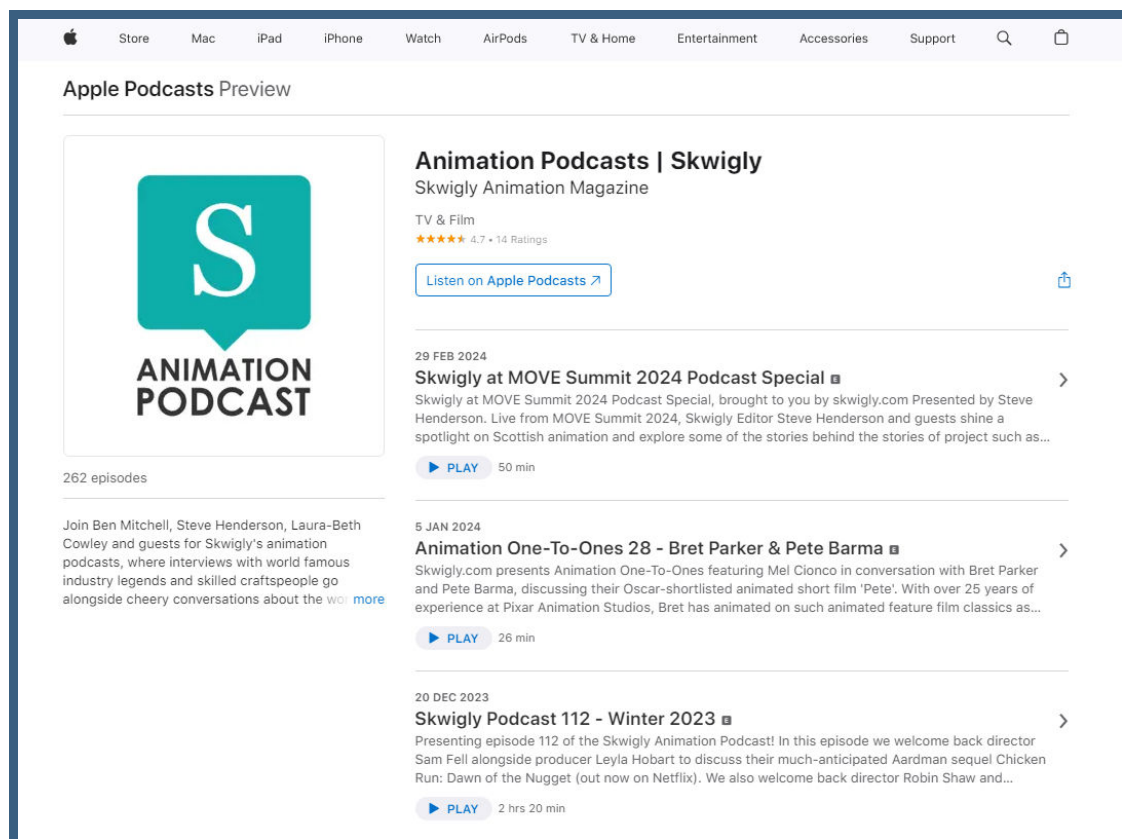 Store Mac iPad iPhone Watch AirPods TV & Home Entertainment Accessories Support
Apple Podcasts Preview
S
ANIMATION
PODCAST
262 episodes
Join Ben Mitchell, Steve Henderson, Laura-Beth
Cowley and guests for Skwigly's animation
podcasts, where interviews with world famous
industry legends and skilled craftspeople go
alongside cheery conversations about the more
Animation Podcasts | Skwigly
Skwigly Animation Magazine
TV & Film
4.7 • 14 Ratings
Listen on Apple Podcasts ↗
29 FEB 2024
Skwigly at MOVE Summit 2024 Podcast Special E
Skwigly at MOVE Summit 2024 Podcast Special, brought to you by skwigly.com Presented by Steve
Henderson. Live from MOVE Summit 2024, Skwigly Editor Steve Henderson and guests shine a
spotlight on Scottish animation and explore some of the stories behind the stories of project such as...
PLAY 50 min
5 JAN 2024
Animation One-To-Ones 28 - Bret Parker & Pete Barma E
Skwigly.com presents Animation One-To-Ones featuring Mel Cionco in conversation with Bret Parker
and Pete Barma, discussing their Oscar-shortlisted animated short film 'Pete'. With over 25 years of
experience at Pixar Animation Studios, Bret has animated on such animated feature film classics as...
PLAY 26 min
20 DEC 2023
Skwigly Podcast 112 - Winter 2023 E
Presenting episode 112 of the Skwigly Animation Podcast! In this episode we welcome back director
Sam Fell alongside producer Leyla Hobart to discuss their much-anticipated Aardman sequel Chicken
Run: Dawn of the Nugget (out now on Netflix). We also welcome back director Robin Shaw and...
PLAY 2 hrs 20 min